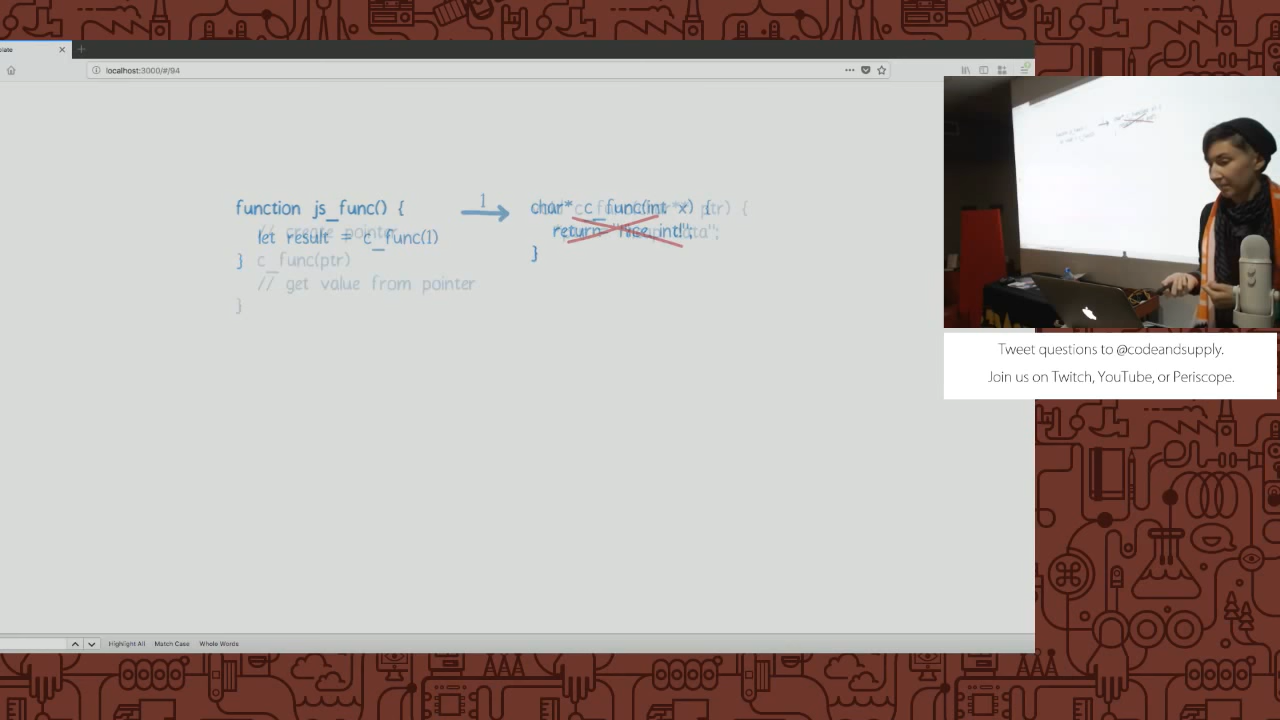 localhost:3000/#/94
function js_func() {
// create pointer
let result = c_func(1)
} c_func(ptr)
// get value from pointer
}
1
char* c_func(int x) {
ptr) {
return "Nice int!";
}
Highlight All Match Case Whole Words
Tweet questions to @codeandsupply.
Join us on Twitch, YouTube, or Periscope.